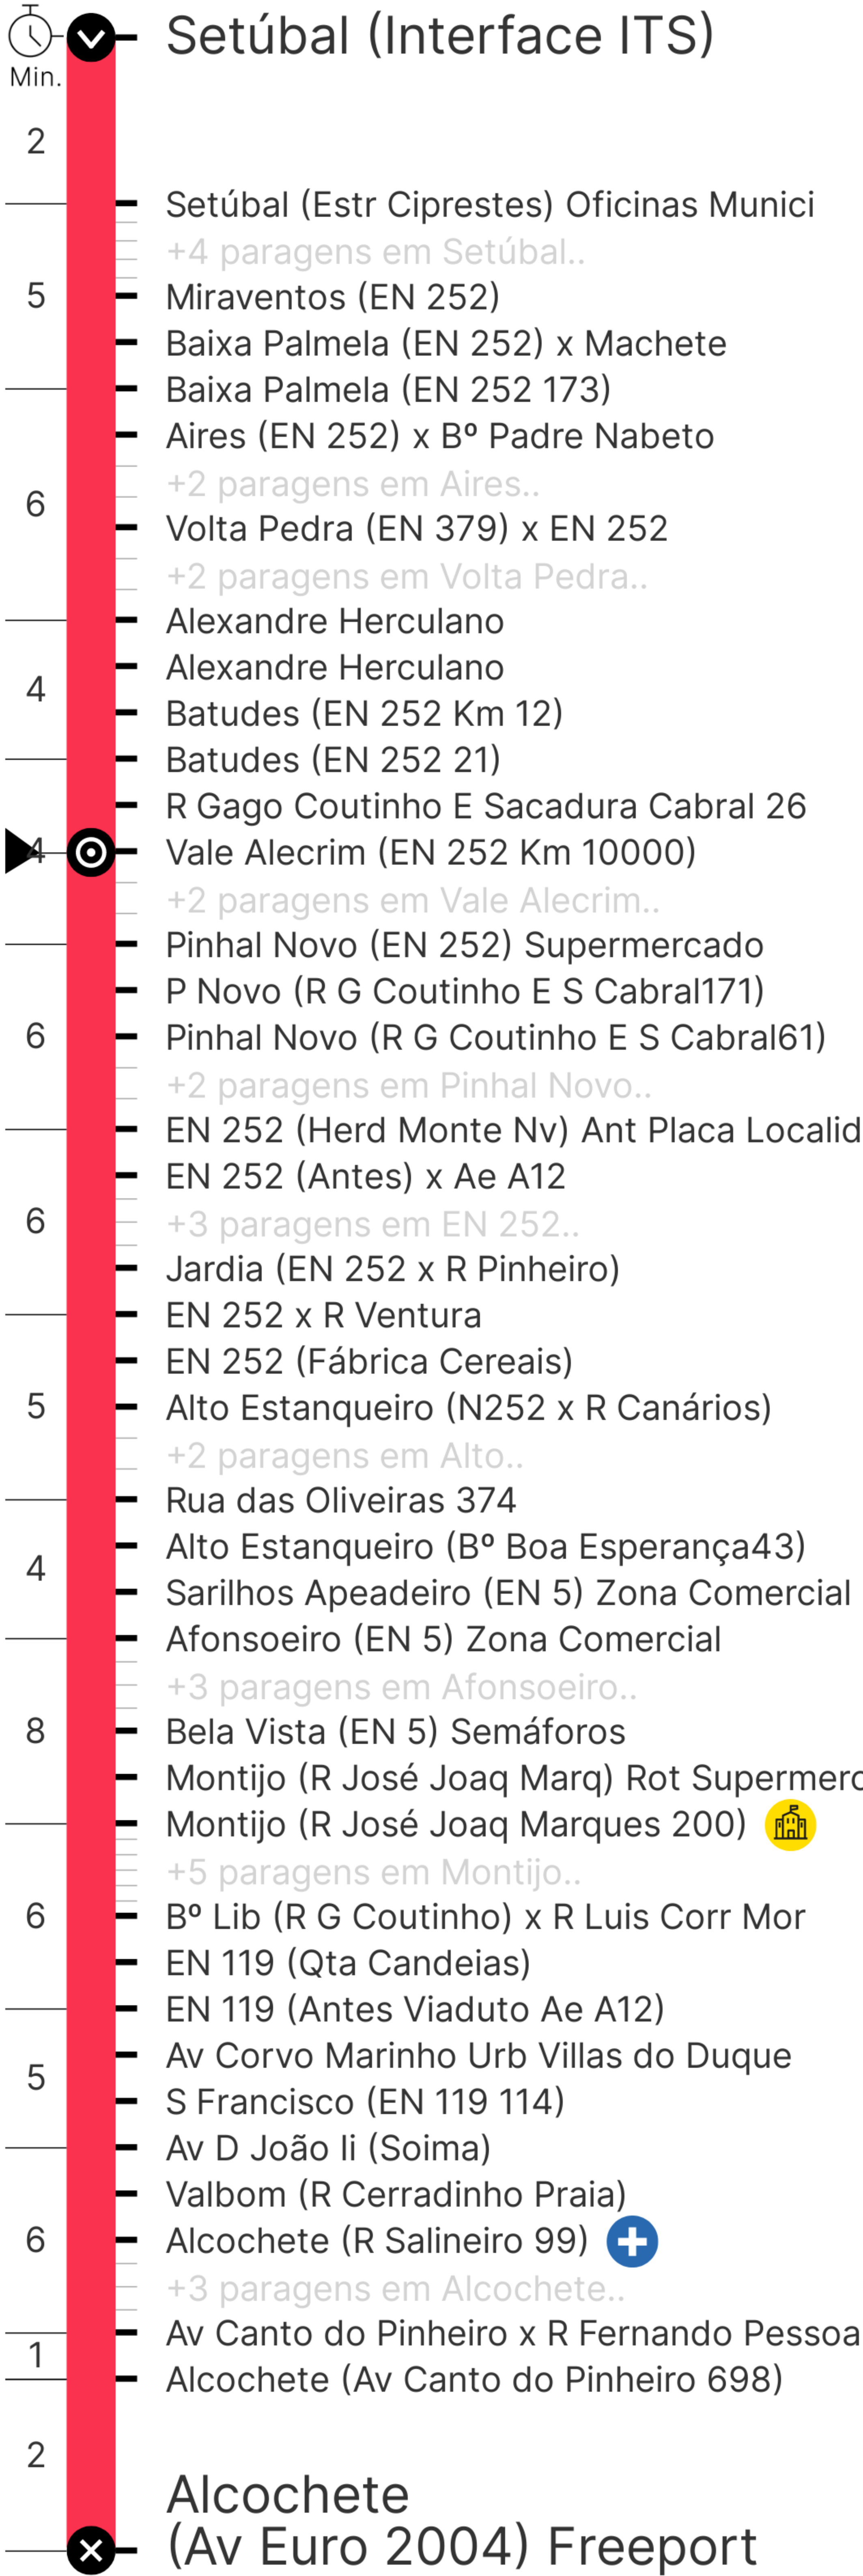 Setúbal (Interface ITS)
Min.
2
Setúbal (Estr Ciprestes) Oficinas Munici
+4 paragens em Setúbal..
5
Miraventos (EN 252)
Baixa Palmela (EN 252) x Machete
Baixa Palmela (EN 252 173)
Aires (EN 252) x Bº Padre Nabeto
+2 paragens em Aires..
6
Volta Pedra (EN 379) x EN 252
+2 paragens em Volta Pedra..
Alexandre Herculano
Alexandre Herculano
4
Batudes (EN 252 Km 12)
Batudes (EN 252 21)
R Gago Coutinho E Sacadura Cabral 26
4
Vale Alecrim (EN 252 Km 10000)
+2 paragens em Vale Alecrim..
Pinhal Novo (EN 252) Supermercado
P Novo (R G Coutinho E S Cabral171)
6
Pinhal Novo (R G Coutinho E S Cabral61)
+2 paragens em Pinhal Novo..
EN 252 (Herd Monte Nv) Ant Placa Localid
EN 252 (Antes) x Ae A12
6
+3 paragens em EN 252..
Jardia (EN 252 x R Pinheiro)
EN 252 x R Ventura
EN 252 (Fábrica Cereais)
5
Alto Estanqueiro (N252 x R Canários)
+2 paragens em Alto..
Rua das Oliveiras 374
Alto Estanqueiro (Bº Boa Esperança43)
4
Sarilhos Apeadeiro (EN 5) Zona Comercial
Afonsoeiro (EN 5) Zona Comercial
+3 paragens em Afonsoeiro..
8
Bela Vista (EN 5) Semáforos
Montijo (R José Joaq Marq) Rot Supermerc
Montijo (R José Joaq Marques 200)
+5 paragens em Montijo..
6
Bº Lib (R G Coutinho) x R Luis Corr Mor
EN 119 (Qta Candeias)
EN 119 (Antes Viaduto Ae A12)
Av Corvo Marinho Urb Villas do Duque
5
S Francisco (EN 119 114)
Av D João Ii (Soima)
Valbom (R Cerradinho Praia)
6
Alcochete (R Salineiro 99)
+3 paragens em Alcochete..
Av Canto do Pinheiro x R Fernando Pessoa
1
Alcochete (Av Canto do Pinheiro 698)
2
Alcochete
(Av Euro 2004) Freeport